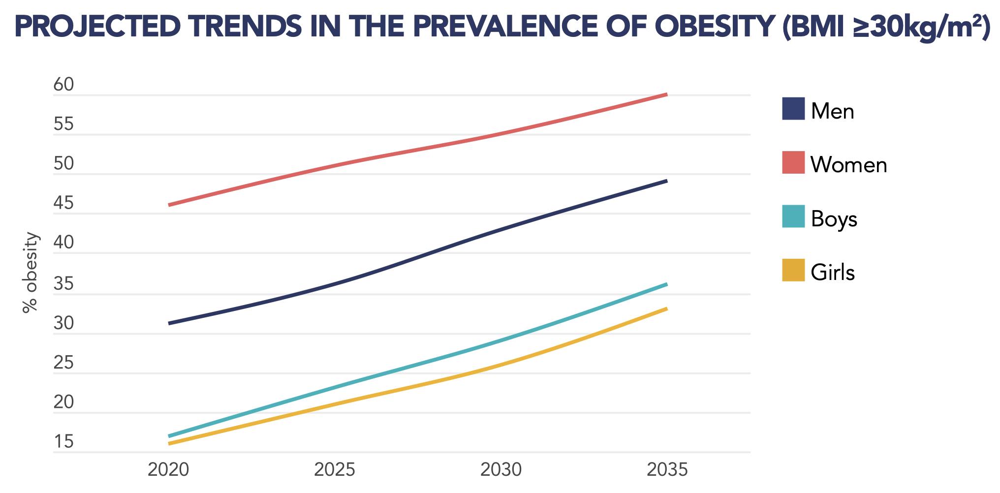 PROJECTED TRENDS IN THE PREVALENCE OF OBESITY (BMI ≥30kg/m²)
60
55
50
45
40
35
30
25
20
15
% obesity
2020 2025 2030 2035
Men
Women
Boys
Girls